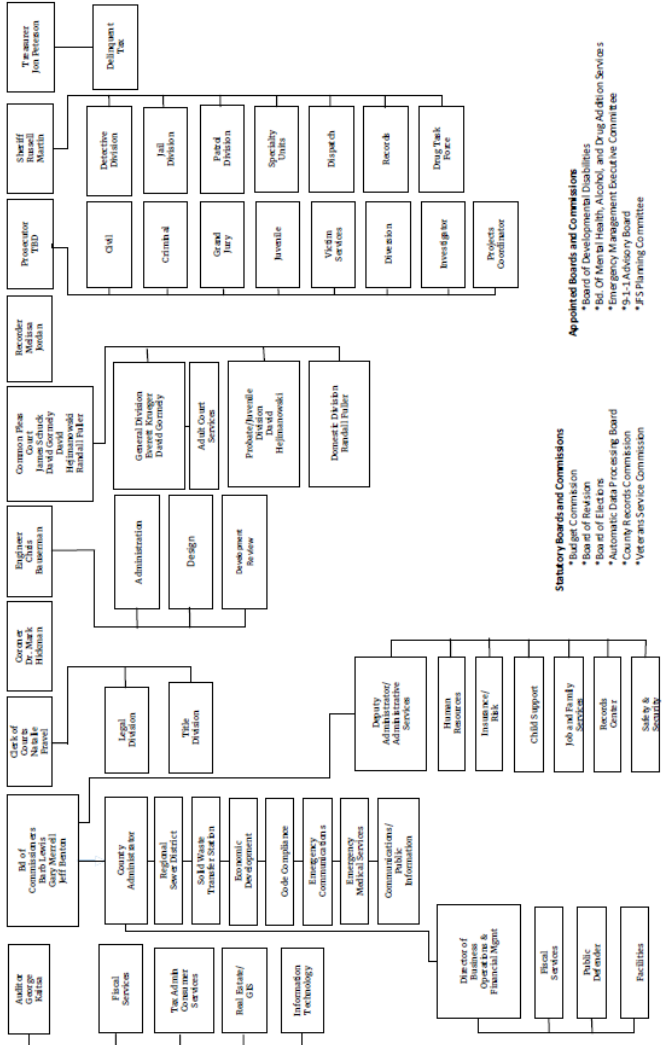 Auditor
George
Kaitsa
Fiscal
Services
Tax Admin
Consumer
Services
Real Estate/
GIS
Information
Technology
Bd of
Commissioners
Barb Lewis
Gary Merrell
Jeff Benton
County
Administrator
Regional
Sewer District
Solid Waste
Transfer Station
Economic
Development
Code Compliance
Emergency
Communications
Emergency
Medical Services
Communications/
Public
Information
Director of
Business
Operations &
Financial Mgmt
Fiscal
Services
Public
Defender
Facilities
Deputy
Administrator/
Administrative
Services
Human
Resources
Insurance/
Risk
Child Support
Job and Family
Services
Records
Center
Safety &
Security
Clerk of
Courts
Natalie
Fravel
Legal
Division
Title
Division
Coroner
Dr. Mark
Hickman
Engineer
Chris
Bauserman
Administration
Design
Development
Review
Common Pleas
Court
James Schuck
David Gormely
David
Hejmanowski
Randall Fuller
General Division
Everett Krueger
David Gormely
Adult Court
Services
Probate/Juvenile
Division
David
Hejmanowski
Domestic Division
Randall Fuller
Recorder
Melissa
Jordan
Prosecutor
TBD
Civil
Criminal
Grand
Jury
Juvenile
Victim
Services
Diversion
Investigator
Projects
Coordinator
Sheriff
Russell
Martin
Detective
Division
Jail
Division
Patrol
Division
Specialty
Units
Dispatch
Records
Drug Task
Force
Treasurer
Jon Peterson
Delinquent
Tax
Statutory Boards and Commissions
*Budget Commission
*Board of Revision
*Board of Elections
*Automatic Data Processing Board
*County Records Commission
*Veterans Service Commission
Appointed Boards and Commissions
*Board of Developmental Disabilities
*Bd. Of Mental Health, Alcohol, and Drug Addition Services
*Emergency Management Executive Committee
*9-1-1 Advisory Board
*JFS Planning Committee